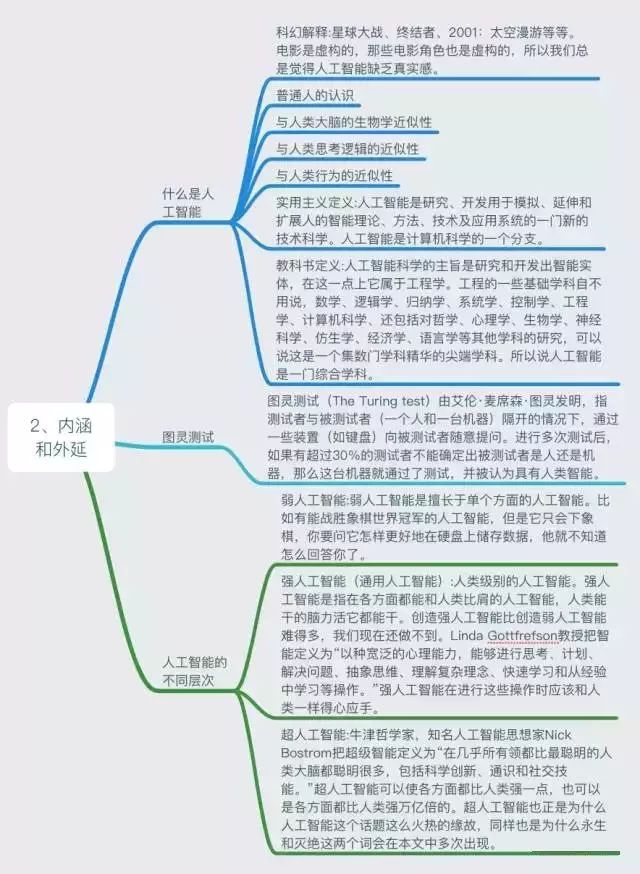 科幻解释:星球大战、终结者、2001：太空漫游等等。
电影是虚构的，那些电影角色也是虚构的，所以我们总
是觉得人工智能缺乏真实感。
普通人的认识
与人类大脑的生物学近似性
与人类思考逻辑的近似性
与人类行为的近似性
什么是人
工智能
实用主义定义:人工智能是研究、开发用于模拟、延伸和
扩展人的智能理论、方法、技术及应用系统的一门新的
技术科学。人工智能是计算机科学的一个分支。
教科书定义:人工智能科学的主旨是研究和开发出智能实
体，在这一点上它属于工程学。工程的一些基础学科自不
用说，数学、逻辑学、归纳学、系统学、控制学、工程
学、计算机科学、还包括对哲学、心理学、生物学、神经
科学、仿生学、经济学、语言学等其他学科的研究，可以
说这是一个集数门学科精华的尖端学科。所以说人工智能
是一门综合学科。
2、内涵
和外延
图灵测试
图灵测试（The Turing test）由艾伦·麦席森·图灵发明，指
测试者与被测试者（一个人和一台机器）隔开的情况下，通过
一些装置（如键盘）向被测试者随意提问。进行多次测试后，
如果有超过30%的测试者不能确定出被测试者是人还是机
器，那么这台机器就通过了测试，并被认为具有人类智能。
人工智能的
不同层次
弱人工智能:弱人工智能是擅长于单个方面的人工智能。比
如有能战胜象棋世界冠军的人工智能，但是它只会下象
棋，你要问它怎样更好地在硬盘上储存数据，他就不知道
怎么回答你了。
强人工智能（通用人工智能）:人类级别的人工智能。强人
工智能是指在各方面都能和人类比肩的人工智能，人类能
干的脑力活它都能干。创造强人工智能比创造弱人工智能
难得多，我们现在还做不到。Linda Gottfrefson教授把智
能定义为“以种宽泛的心理能力，能够进行思考、计划、
解决问题、抽象思维、理解复杂理念、快速学习和从经验
中学习等操作。”强人工智能在进行这些操作时应该和人
类一样得心应手。
超人工智能:牛津哲学家，知名人工智能思想家Nick
Bostrom把超级智能定义为“在几乎所有领都比最聪明的人
类大脑都聪明很多，包括科学创新、通识和社交技
能。”超人工智能可以使各方面都比人类强一点，也可以
是各方面都比人类强万亿倍的。超人工智能也正是为什么
人工智能这个话题这么火热的缘故，同样也是为什么永生
和灭绝这两个词会在本文中多次出现。